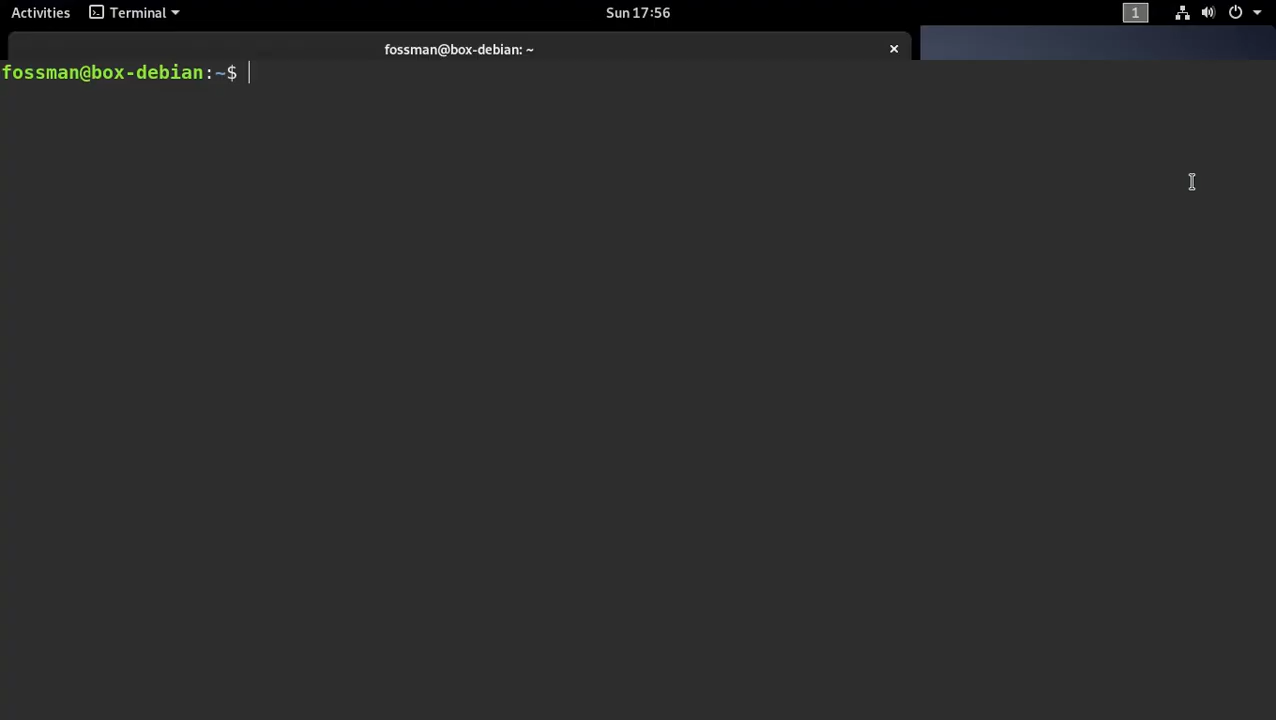 Activities Terminal Sun 17:56 1
fossman@box-debian: ~
fossman@box-debian:~$